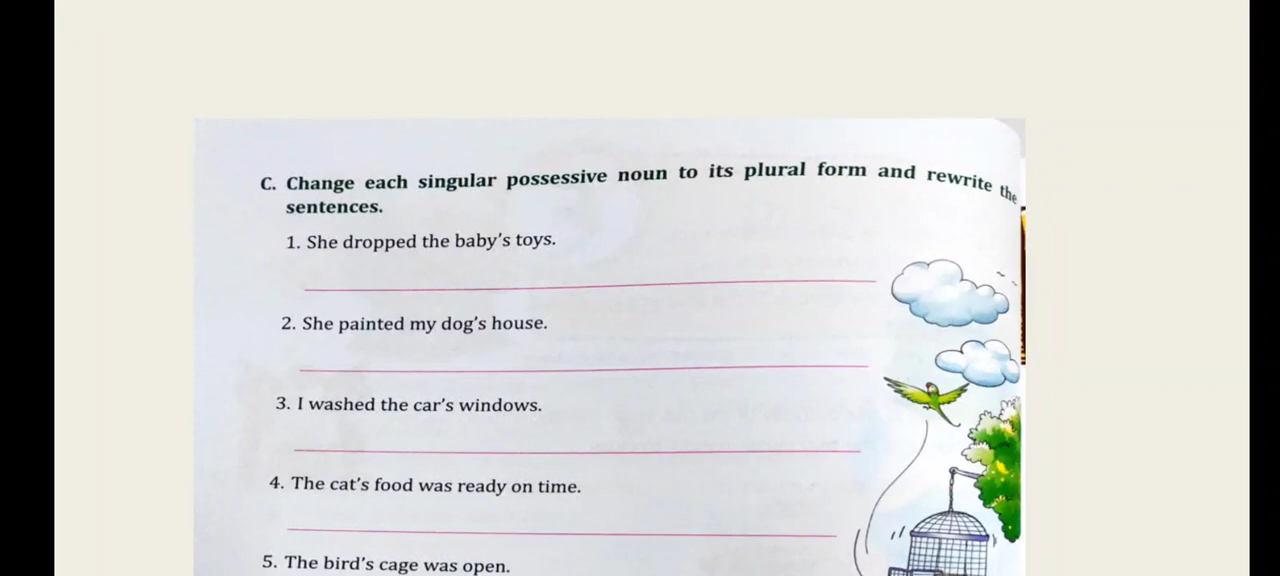 C. Change each singular possessive noun to its plural form and rewrite the
sentences.
1. She dropped the baby's toys.
2. She painted my dog's house.
3. I washed the car's windows.
4. The cat's food was ready on time.
5. The bird's cage was open.